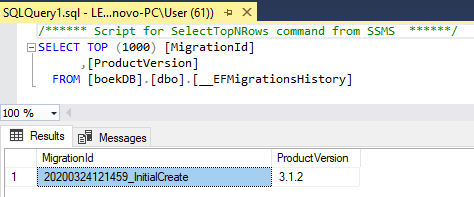 SQLQuery1.sql - LE...novo-PC\User (61))
/****** Script for SelectTopNRows command from SSMS ******/
SELECT TOP (1000) [MigrationId]
,[ProductVersion]
FROM [boekDB].[dbo].[__EFMigrationsHistory]
100 %
Results Messages
MigrationId ProductVersion
1 20200324121459_InitialCreate 3.1.2